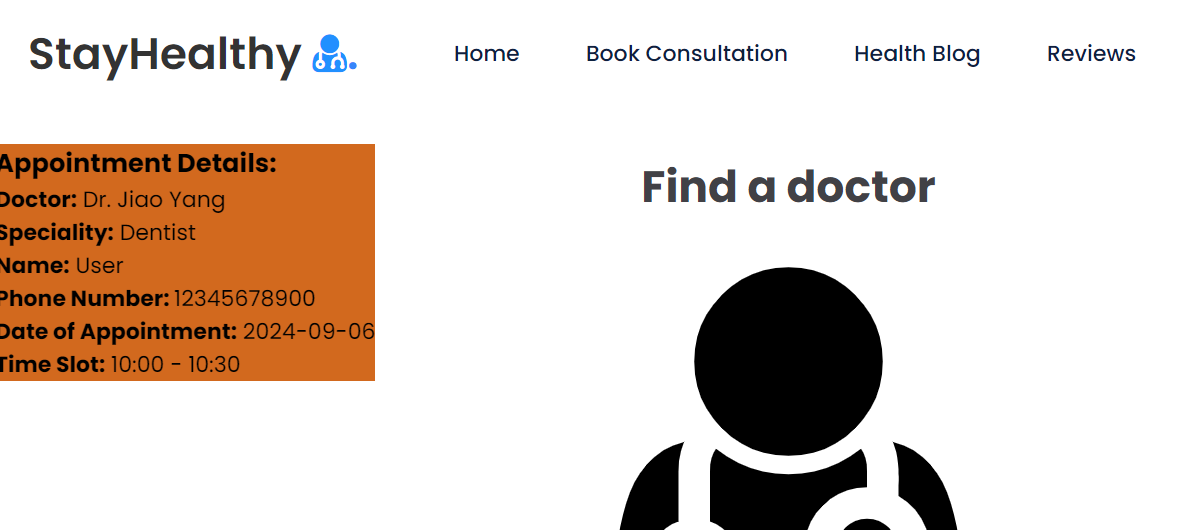 StayHealthy
Home
Book Consultation
Health Blog
Reviews
Appointment Details:
Doctor: Dr. Jiao Yang
Speciality: Dentist
Name: User
Phone Number: 12345678900
Date of Appointment: 2024-09-06
Time Slot: 10:00 - 10:30
Find a doctor